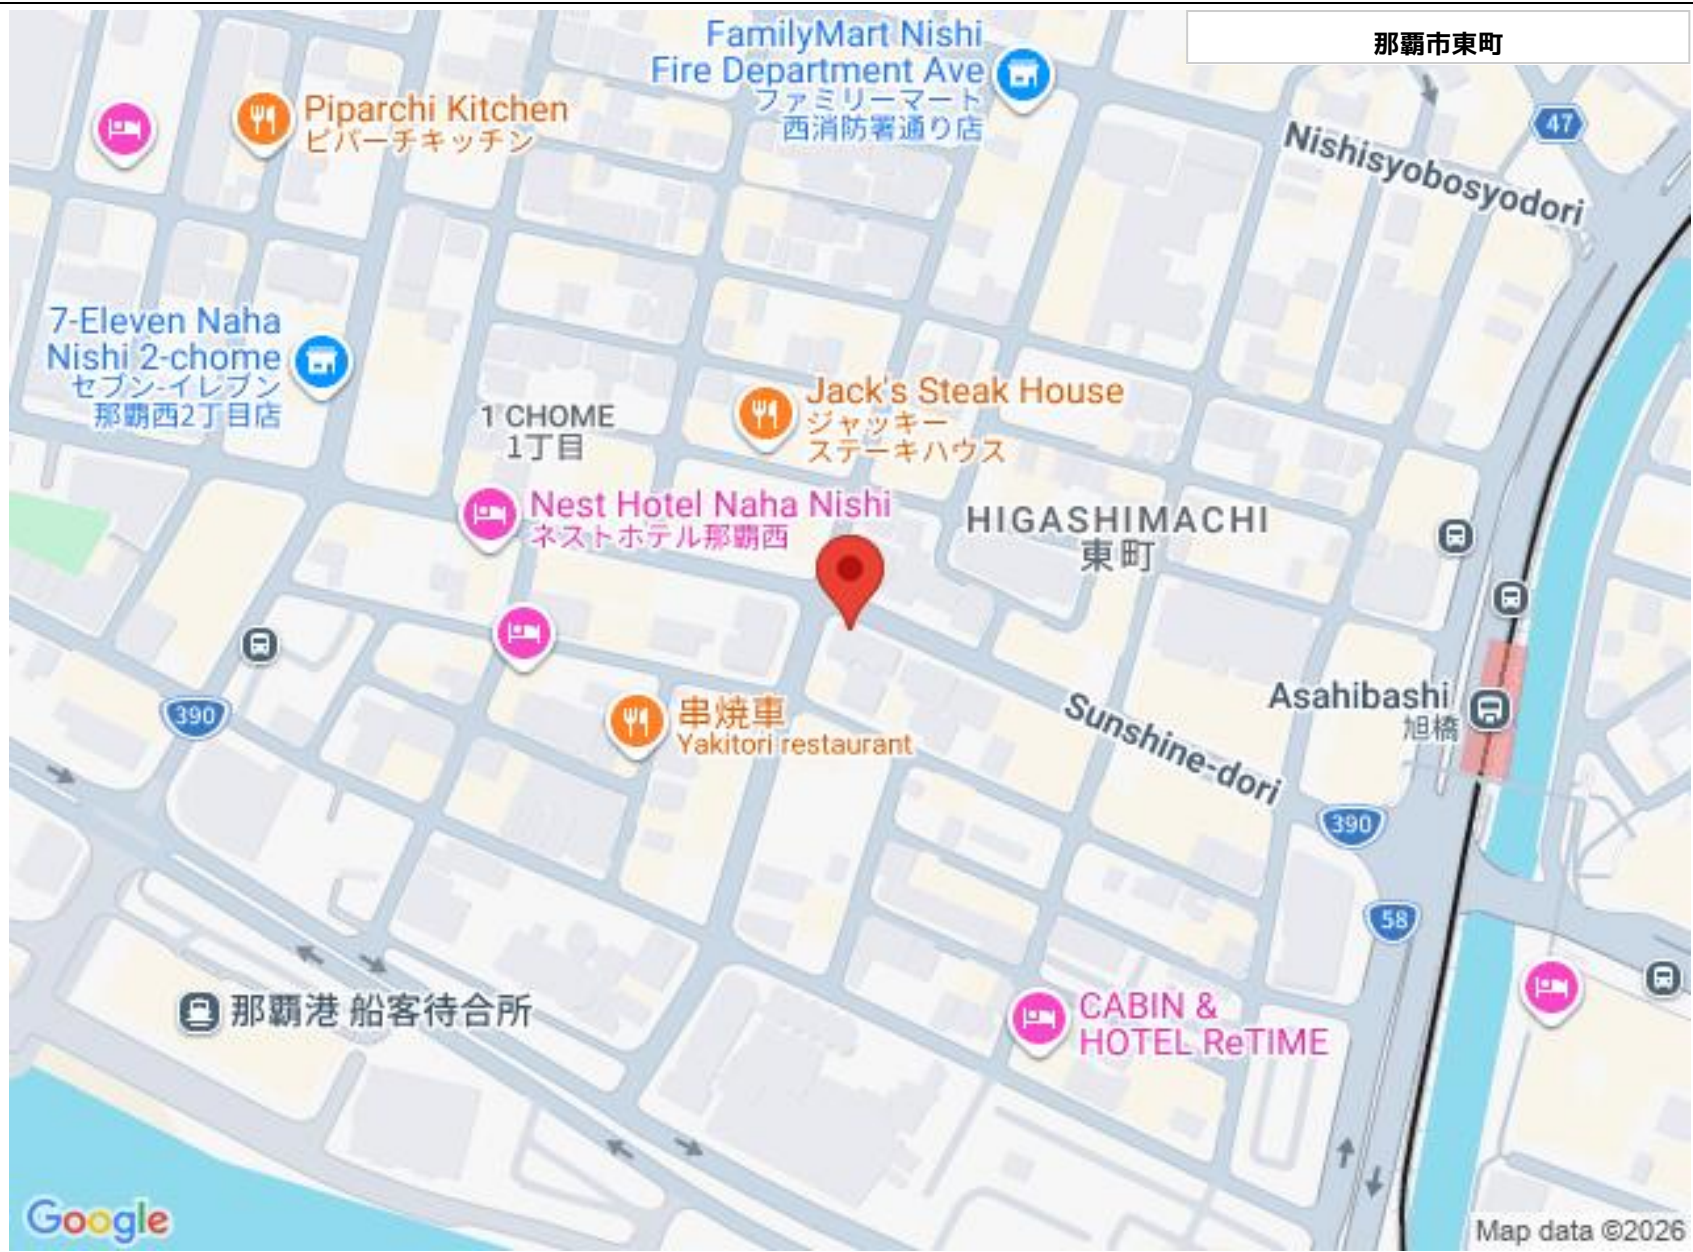 那覇市東町
FamilyMart Nishi
Fire Department Ave
ファミリーマート
西消防署通り店
Piparchi Kitchen
ピパーチキッチン
47
Nishisyobosyodori
7-Eleven Naha
Nishi 2-chome
セブン-イレブン
那覇西2丁目店
1 CHOME
1丁目
Jack's Steak House
ジャッキー
ステーキハウス
Nest Hotel Naha Nishi
ネストホテル那覇西
HIGASHIMACHI
東町
390
串焼車
Yakitori restaurant
Sunshine-dori
Asahibashi
旭橋
390
58
那覇港 船客待合所
CABIN &
HOTEL ReTIME
Google
Map data ©2026